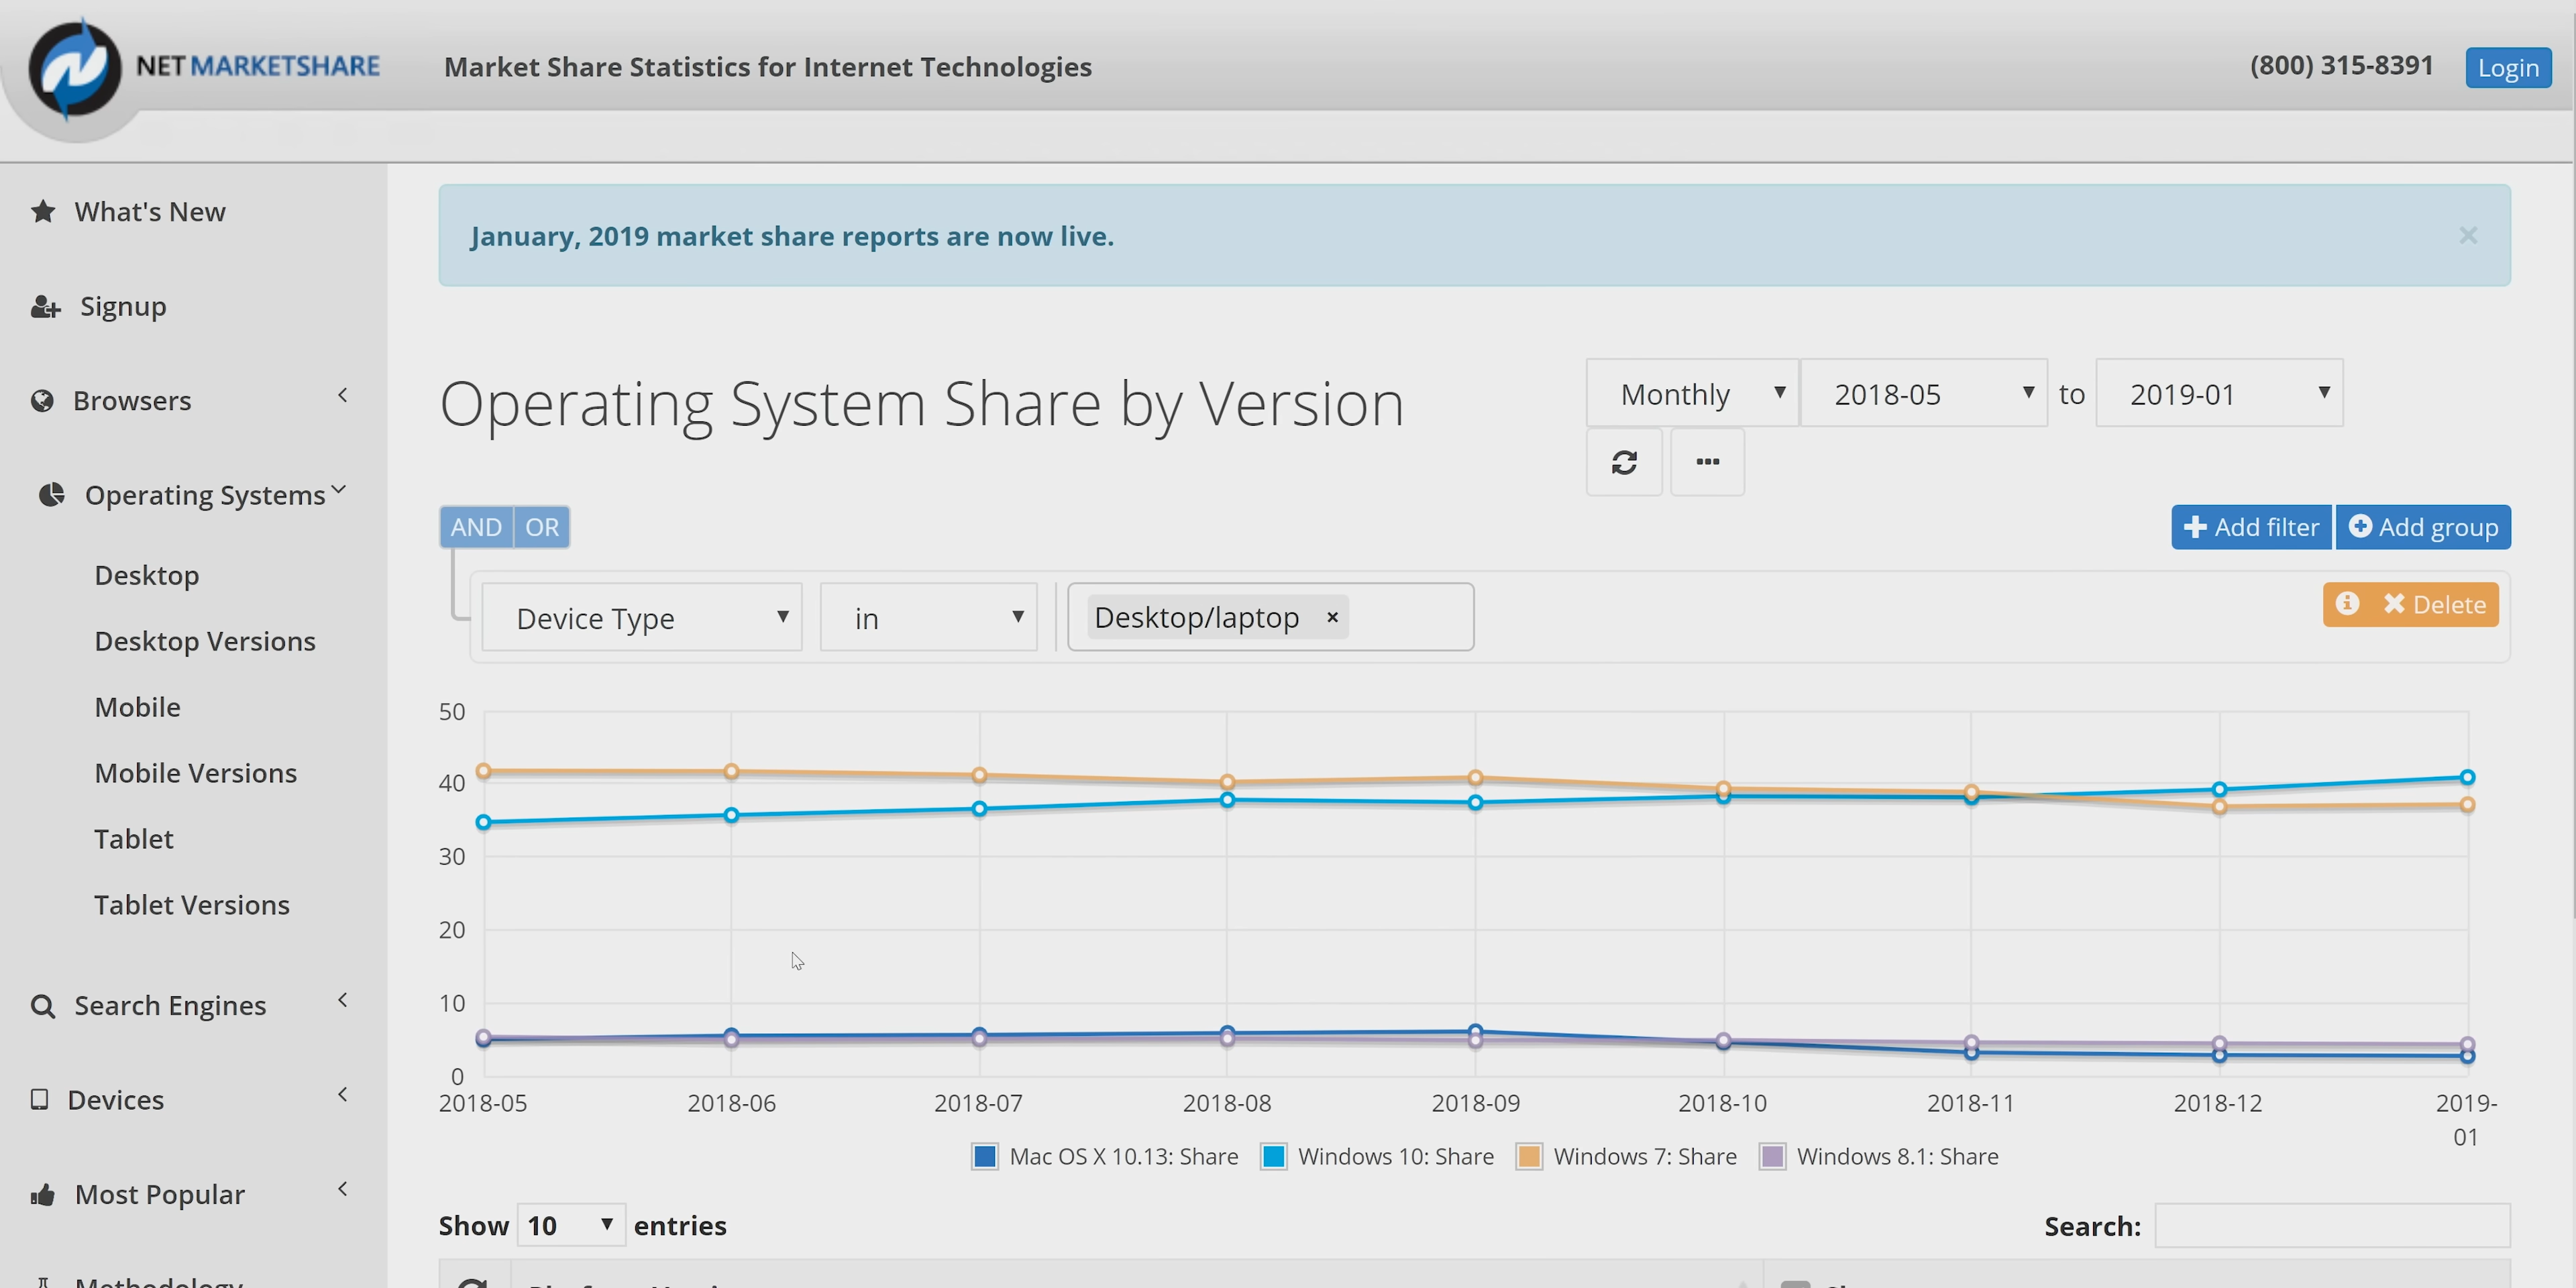 NET MARKETSHARE
Market Share Statistics for Internet Technologies
(800) 315-8391
Login
What's New
Signup
Browsers
Operating Systems
Desktop
Desktop Versions
Mobile
Mobile Versions
Tablet
Tablet Versions
Search Engines
Devices
Most Popular
January, 2019 market share reports are now live.
×
Operating System Share by Version
Monthly
2018-05
to
2019-01
AND OR
Add filter
Add group
Device Type
in
Desktop/laptop ×
Delete
50
40
30
20
10
0
2018-05 2018-06 2018-07 2018-08 2018-09 2018-10 2018-11 2018-12 2019-
01
Mac OS X 10.13: Share Windows 10: Share Windows 7: Share Windows 8.1: Share
Show 10 entries
Search: